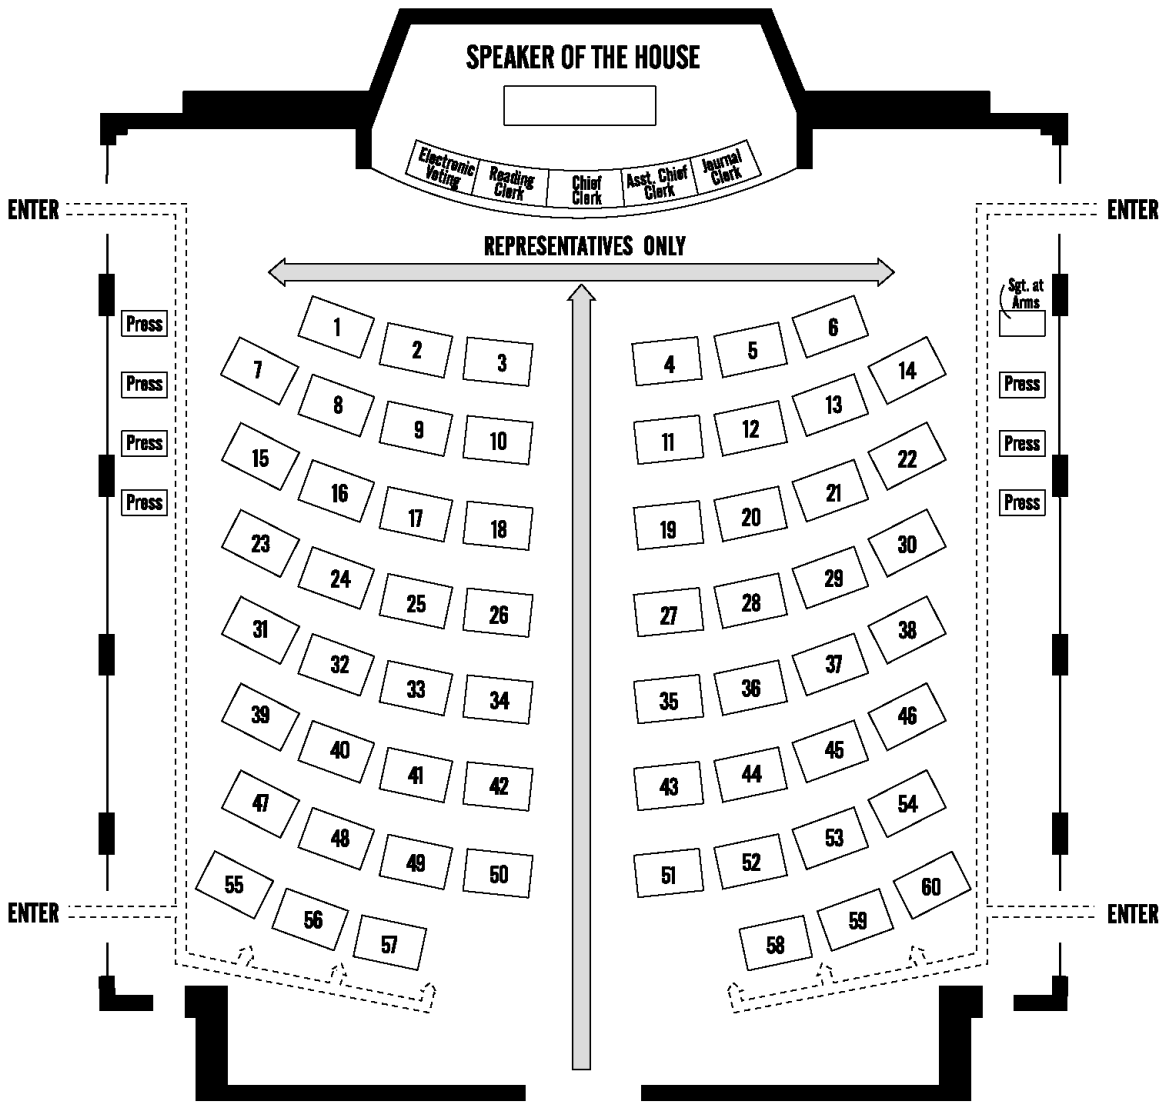 SPEAKER OF THE HOUSE
Electronic
Voting
Reading
Clerk
Chief
Clerk
Asst. Chief
Clerk
Journal
Clerk
ENTER
ENTER
REPRESENTATIVES ONLY
Sgt. at
Arms
Press
1
2
3
4
5
6
Press
Press
7
8
9
10
11
12
13
14
Press
Press
15
16
17
18
19
20
21
22
Press
Press
23
24
25
26
27
28
29
30
31
32
33
34
35
36
37
38
39
40
41
42
43
44
45
46
47
48
49
50
51
52
53
54
55
56
57
58
59
60
ENTER
ENTER